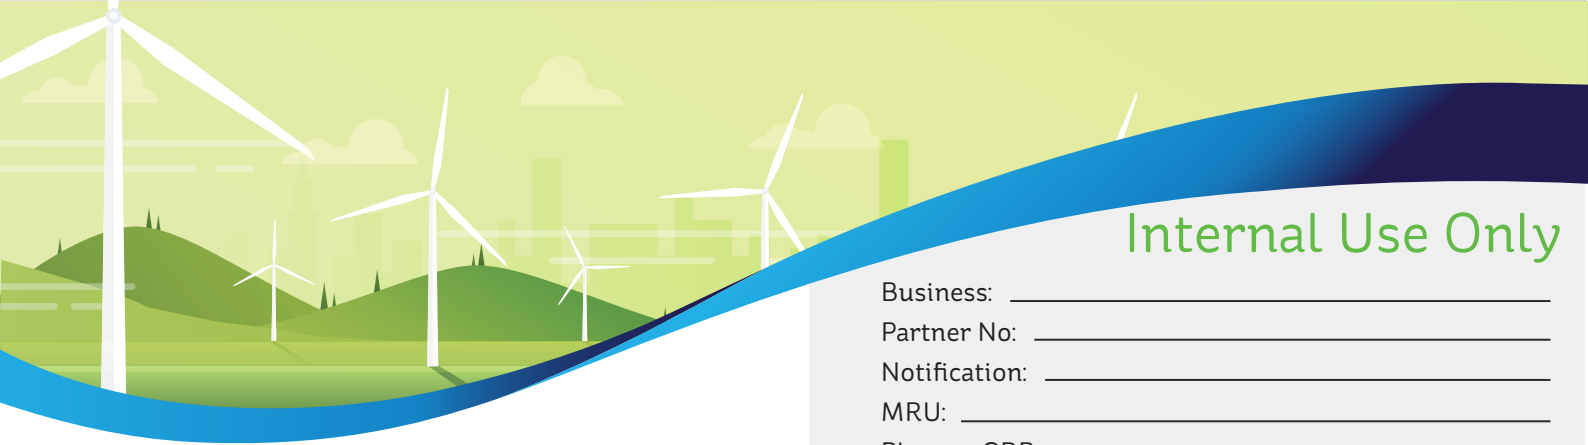 Internal Use Only
Business:
Partner No:
Notification:
MRU: